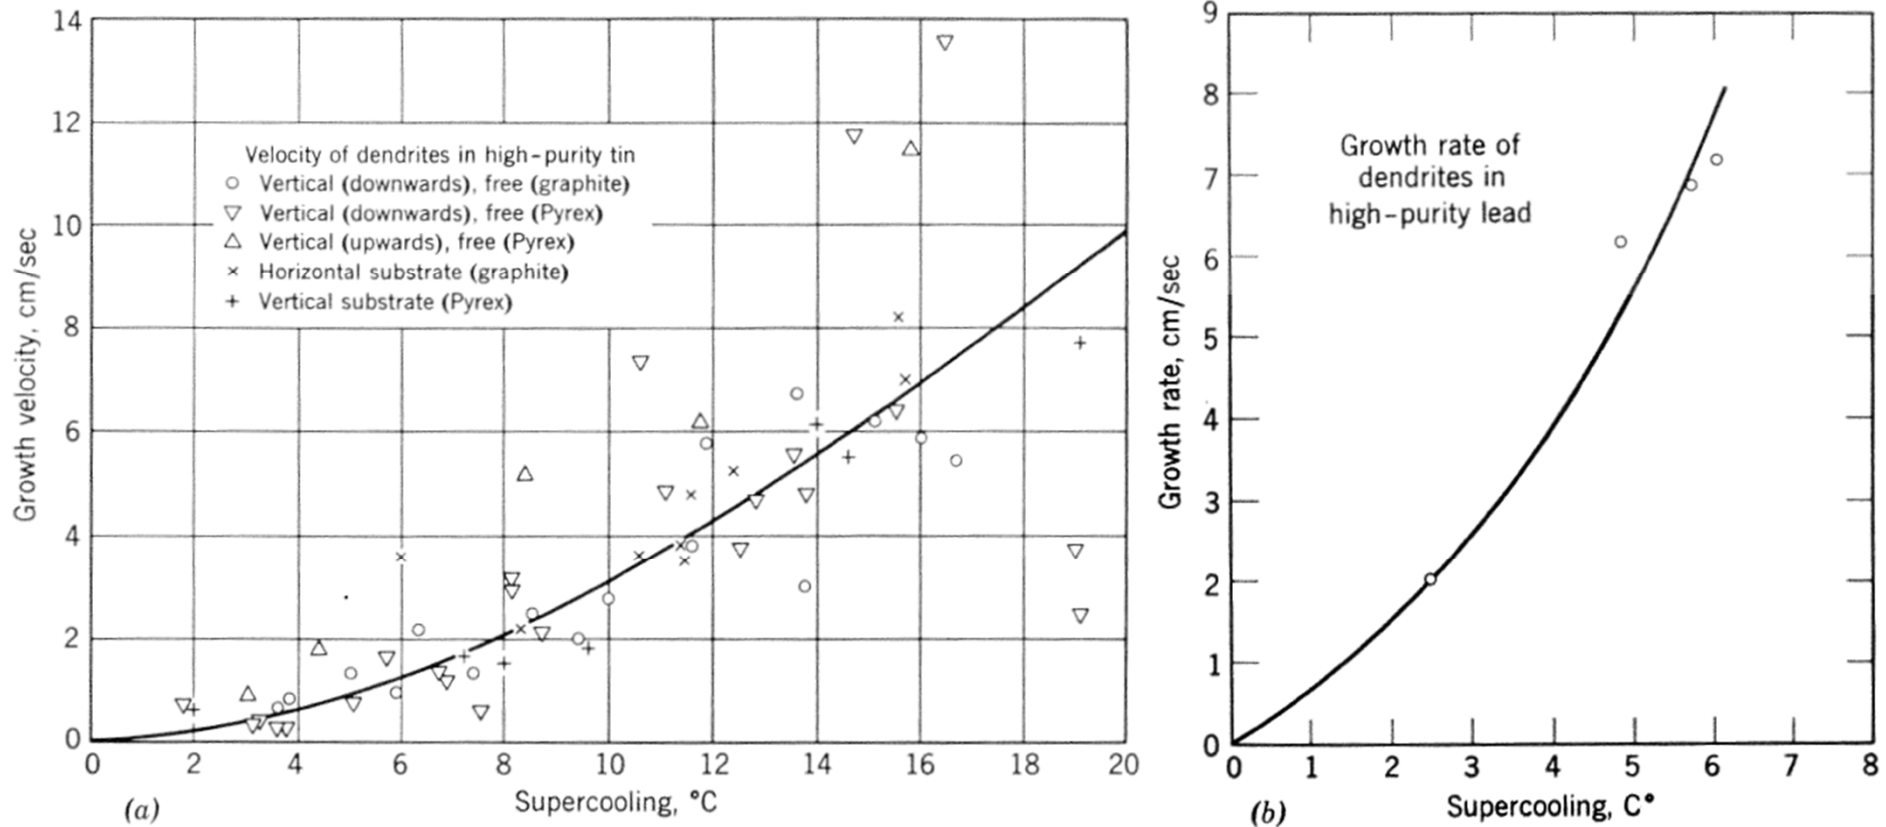 14
12
10
8
6
4
2
0
Growth velocity, cm/sec
Velocity of dendrites in high-purity tin
○ Vertical (downwards), free (graphite)
▽ Vertical (downwards), free (Pyrex)
△ Vertical (upwards), free (Pyrex)
× Horizontal substrate (graphite)
+ Vertical substrate (Pyrex)
0 2 4 6 8 10 12 14 16 18 20
Supercooling, °C
(a)
9
8
7
6
5
4
3
2
1
0
Growth rate, cm/sec
Growth rate of
dendrites in
high-purity lead
0 1 2 3 4 5 6 7 8
Supercooling, C°
(b)